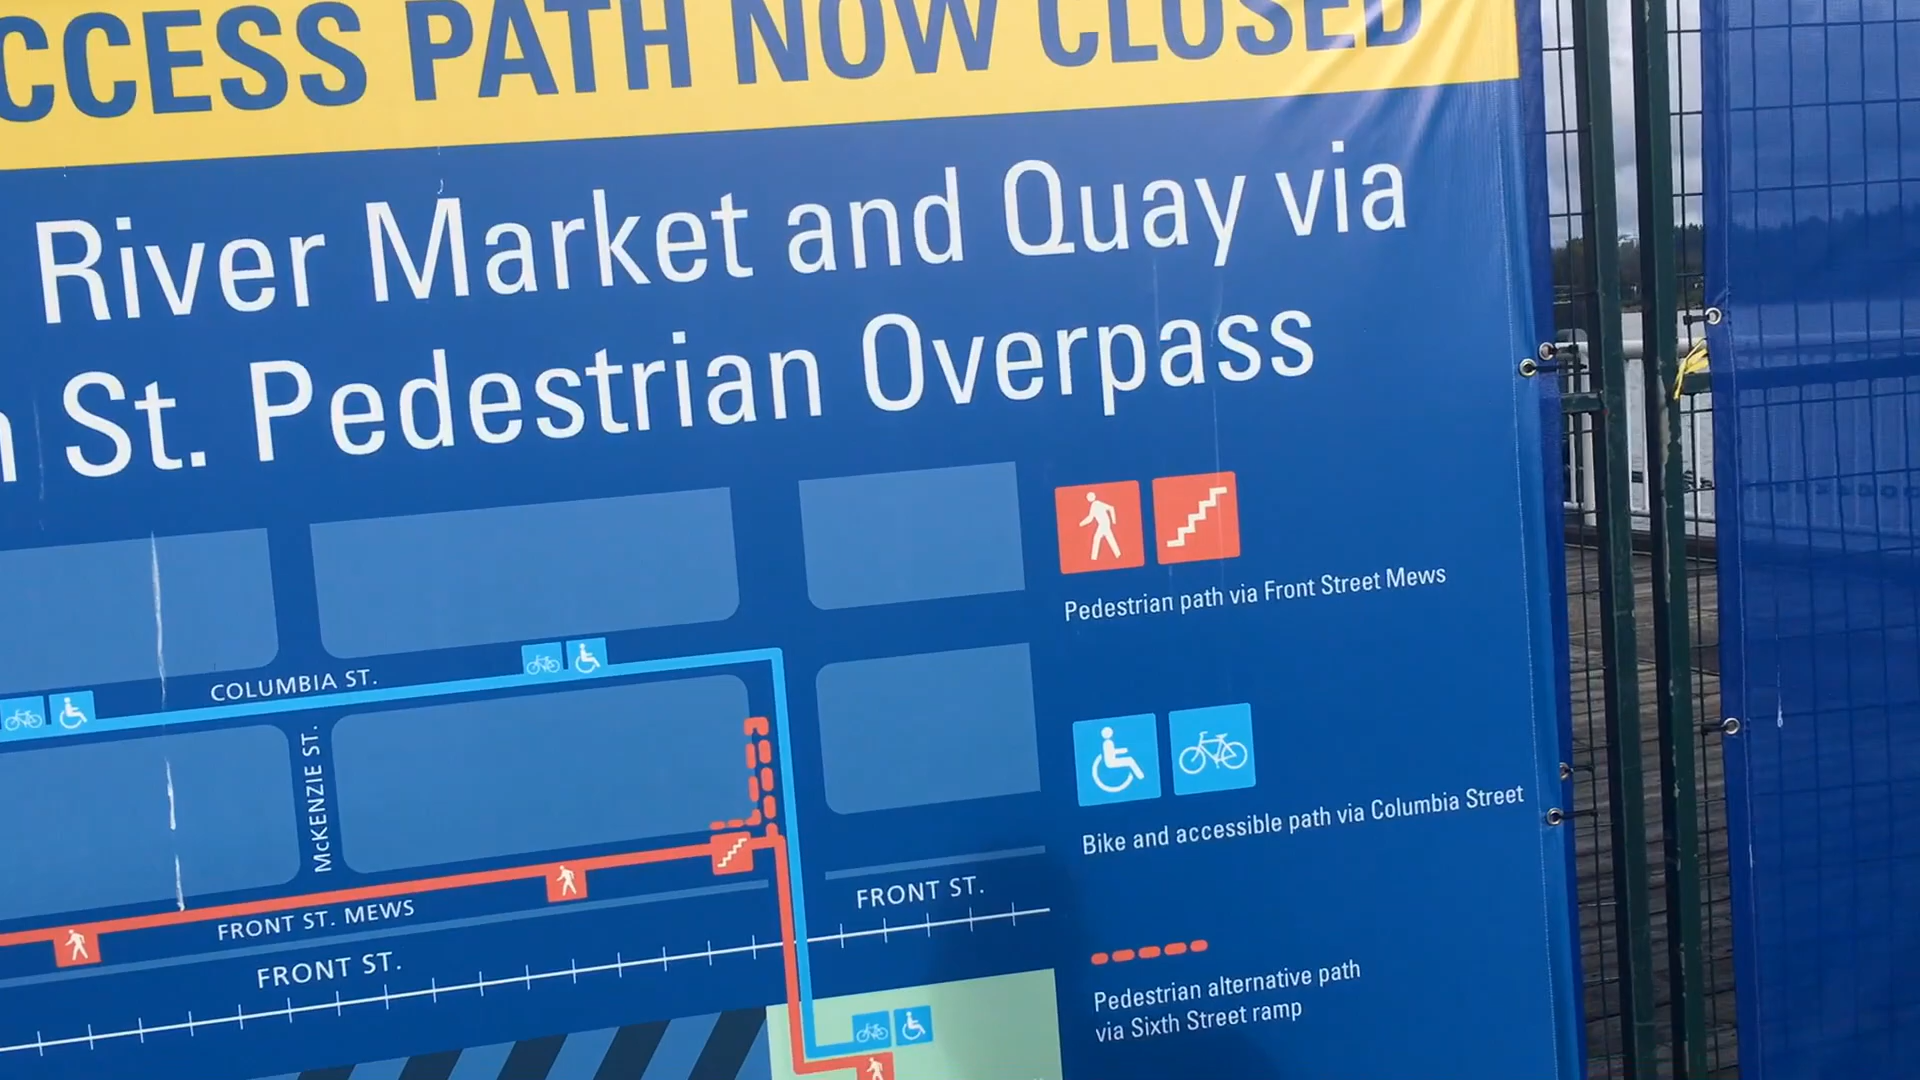 CCESS PATH NOW CLOSED
River Market and Quay via
St. Pedestrian Overpass
Pedestrian path via Front Street Mews
COLUMBIA ST.
McKENZIE ST.
Bike and accessible path via Columbia Street
FRONT ST.
FRONT ST. MEWS
FRONT ST.
Pedestrian alternative path
via Sixth Street ramp